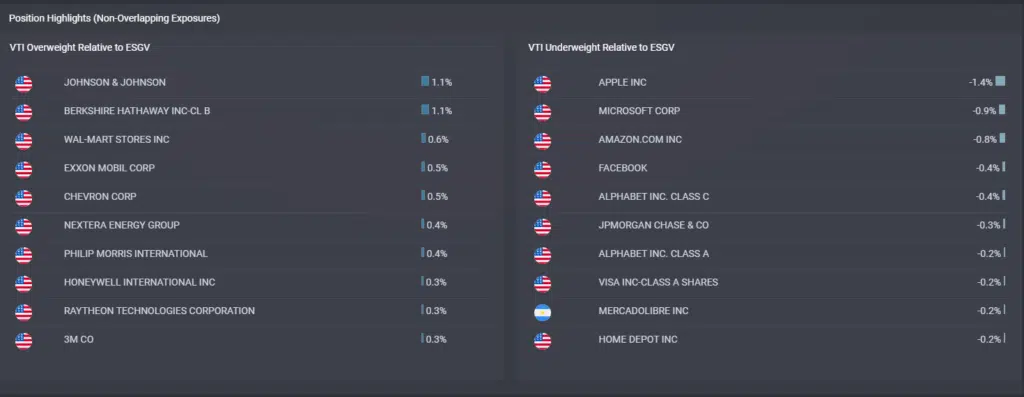 Position Highlights (Non-Overlapping Exposures)
VTI Overweight Relative to ESGV
JOHNSON & JOHNSON 1.1%
BERKSHIRE HATHAWAY INC-CL B 1.1%
WAL-MART STORES INC 0.6%
EXXON MOBIL CORP 0.5%
CHEVRON CORP 0.5%
NEXTERA ENERGY GROUP 0.4%
PHILIP MORRIS INTERNATIONAL 0.4%
HONEYWELL INTERNATIONAL INC 0.3%
RAYTHEON TECHNOLOGIES CORPORATION 0.3%
3M CO 0.3%
VTI Underweight Relative to ESGV
APPLE INC -1.4%
MICROSOFT CORP -0.9%
AMAZON.COM INC -0.8%
FACEBOOK -0.4%
ALPHABET INC. CLASS C -0.4%
JPMORGAN CHASE & CO -0.3%
ALPHABET INC. CLASS A -0.2%
VISA INC-CLASS A SHARES -0.2%
MERCADOLIBRE INC -0.2%
HOME DEPOT INC -0.2%